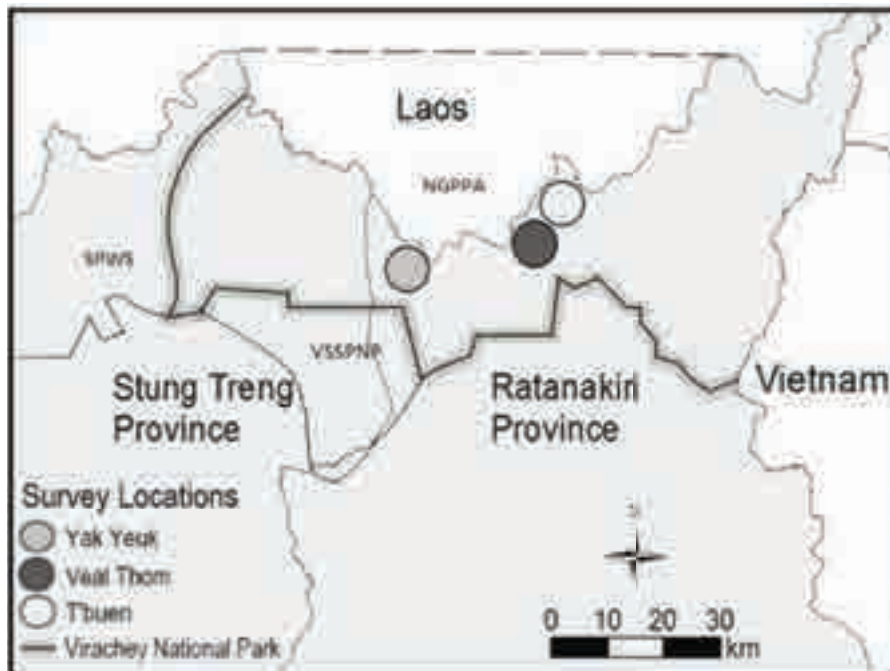 Laos
NGPPA
VSSPNP
Stung Treng
Province
Ratanakiri
Province
Vietnam
Survey Locations
Yak Yeuk
Veal Thom
T'buen
Virachey National Park
0 10 20 30
km